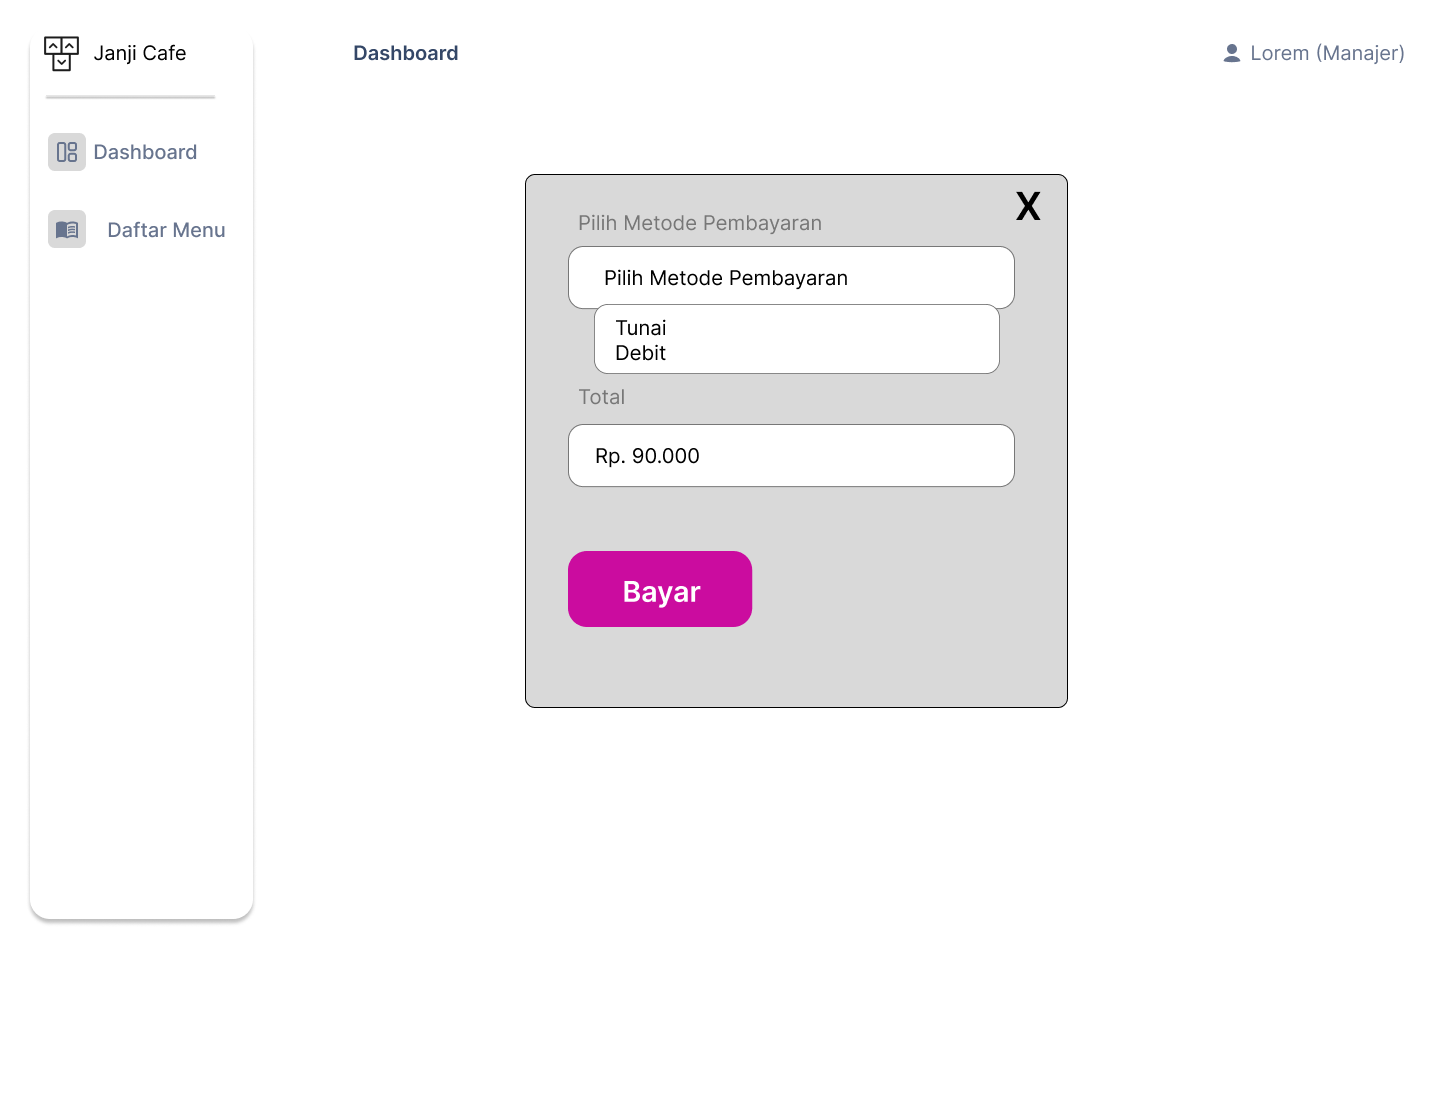 Janji Cafe
Dashboard
Lorem (Manajer)
Dashboard
Daftar Menu
X
Pilih Metode Pembayaran
Pilih Metode Pembayaran
Tunai
Debit
Total
Rp. 90.000
Bayar